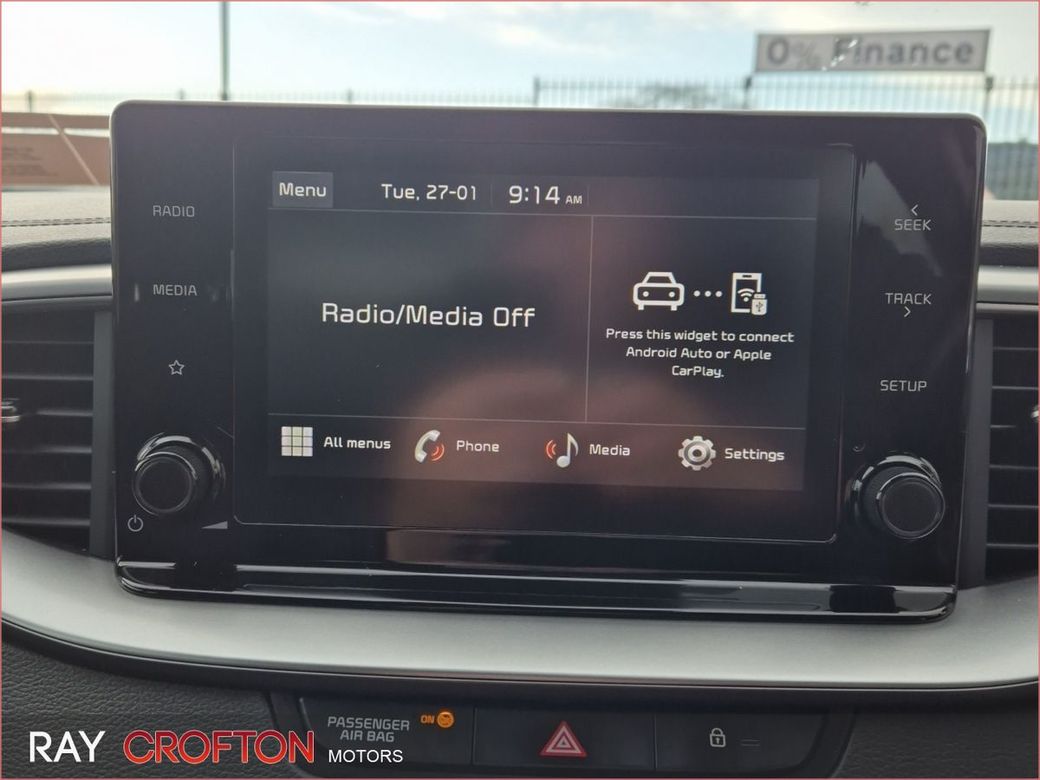 0% Finance
Menu
Tue, 27-01
9:14 AM
RADIO
MEDIA
SEEK
TRACK
SETUP
Radio/Media Off
Press this widget to connect
Android Auto or Apple
CarPlay.
All menus
Phone
Media
Settings
PASSENGER
AIR BAG
ON
RAY CROFTON
MOTORS